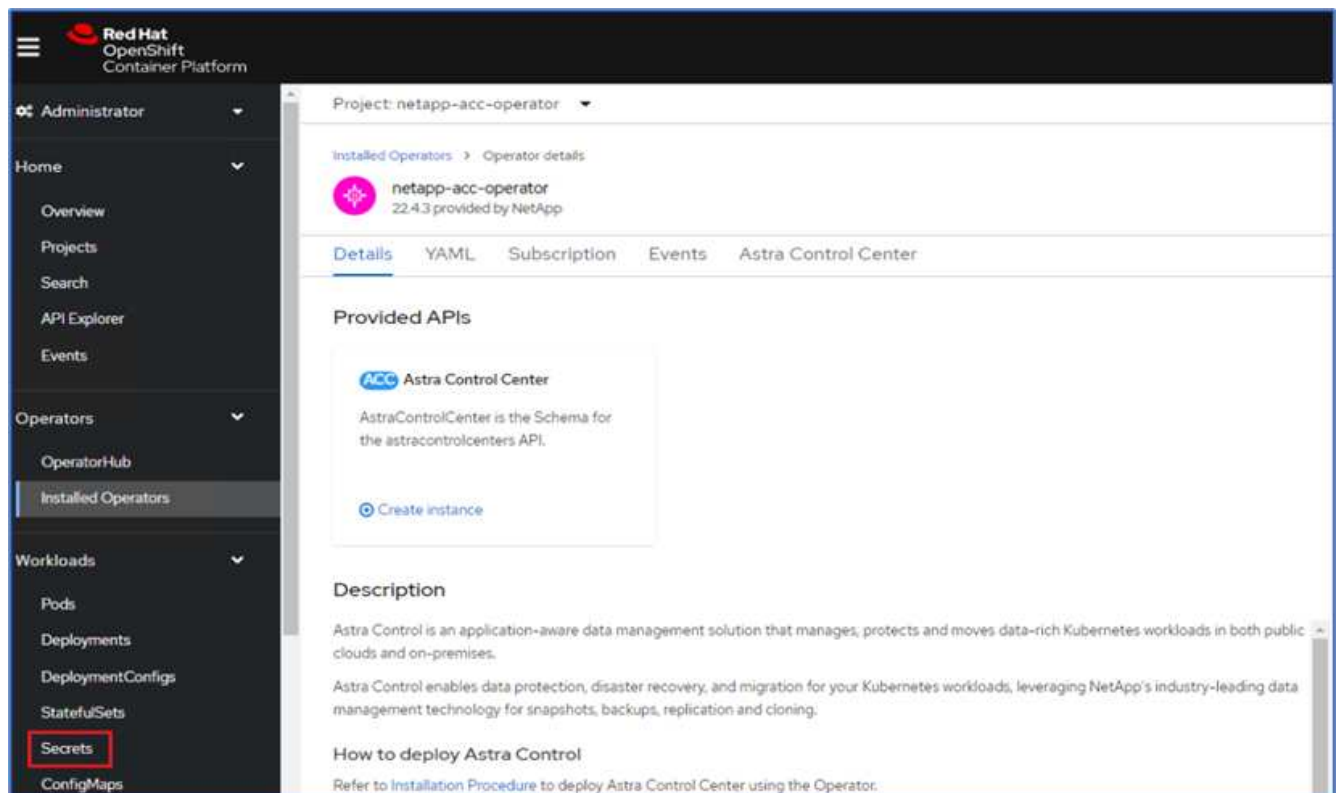 Red Hat
OpenShift
Container Platform
Administrator
Home
Overview
Projects
Search
API Explorer
Events
Operators
OperatorHub
Installed Operators
Workloads
Pods
Deployments
DeploymentConfigs
StatefulSets
Secrets
ConfigMaps
Project: netapp-acc-operator
Installed Operators > Operator details
netapp-acc-operator
22.4.3 provided by NetApp
Details YAML Subscription Events Astra Control Center
Provided APIs
ACC Astra Control Center
AstraControlCenter is the Schema for
the astracontrolcenters API.
Create instance
Description
Astra Control is an application-aware data management solution that manages, protects and moves data-rich Kubernetes workloads in both public
clouds and on-premises.
Astra Control enables data protection, disaster recovery, and migration for your Kubernetes workloads, leveraging NetApp's industry-leading data
management technology for snapshots, backups, replication and cloning.
How to deploy Astra Control
Refer to Installation Procedure to deploy Astra Control Center using the Operator.